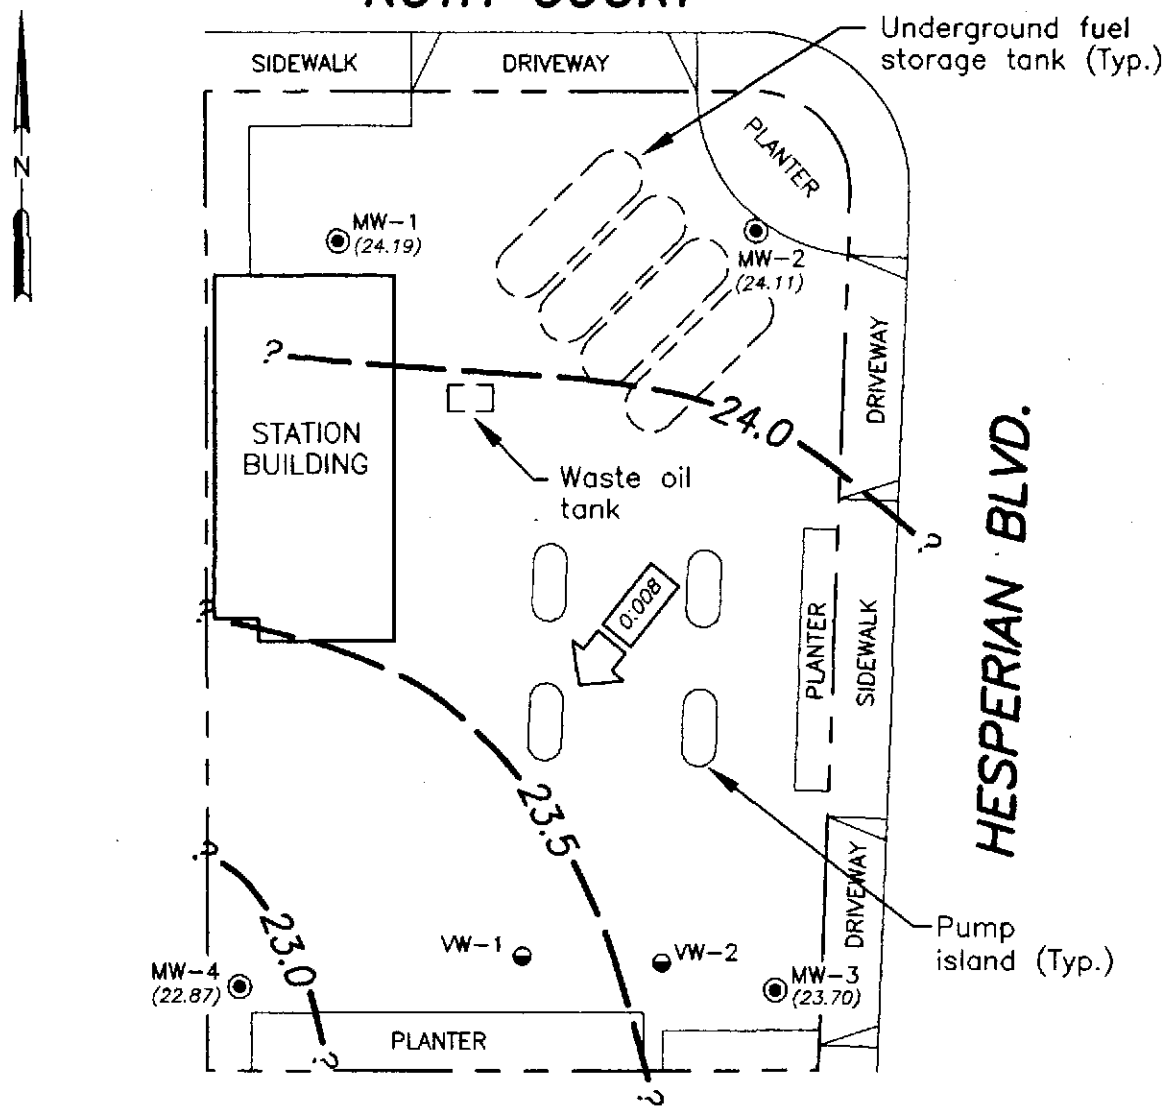 Underground fuel
storage tank (Typ.)
SIDEWALK
DRIVEWAY
PLANTER
N
MW-1
(24.19)
MW-2
(24.11)
?
DRIVEWAY
24.0
STATION
BUILDING
Waste oil
tank
?
HESPERIAN BLVD.
0.008
?
PLANTER
SIDEWALK
23.5
?
DRIVEWAY
23.0
VW-1
VW-2
Pump
island (Typ.)
MW-4
(22.87)
MW-3
(23.70)
PLANTER
?
?